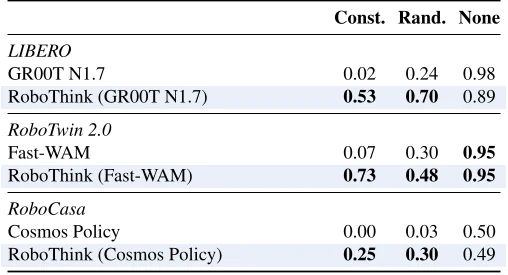 Const. Rand. None
LIBERO
GR00T N1.7 0.02 0.24 0.98
RoboThink (GR00T N1.7) 0.53 0.70 0.89
RoboTwin 2.0
Fast-WAM 0.07 0.30 0.95
RoboThink (Fast-WAM) 0.73 0.48 0.95
RoboCasa
Cosmos Policy 0.00 0.03 0.50
RoboThink (Cosmos Policy) 0.25 0.30 0.49